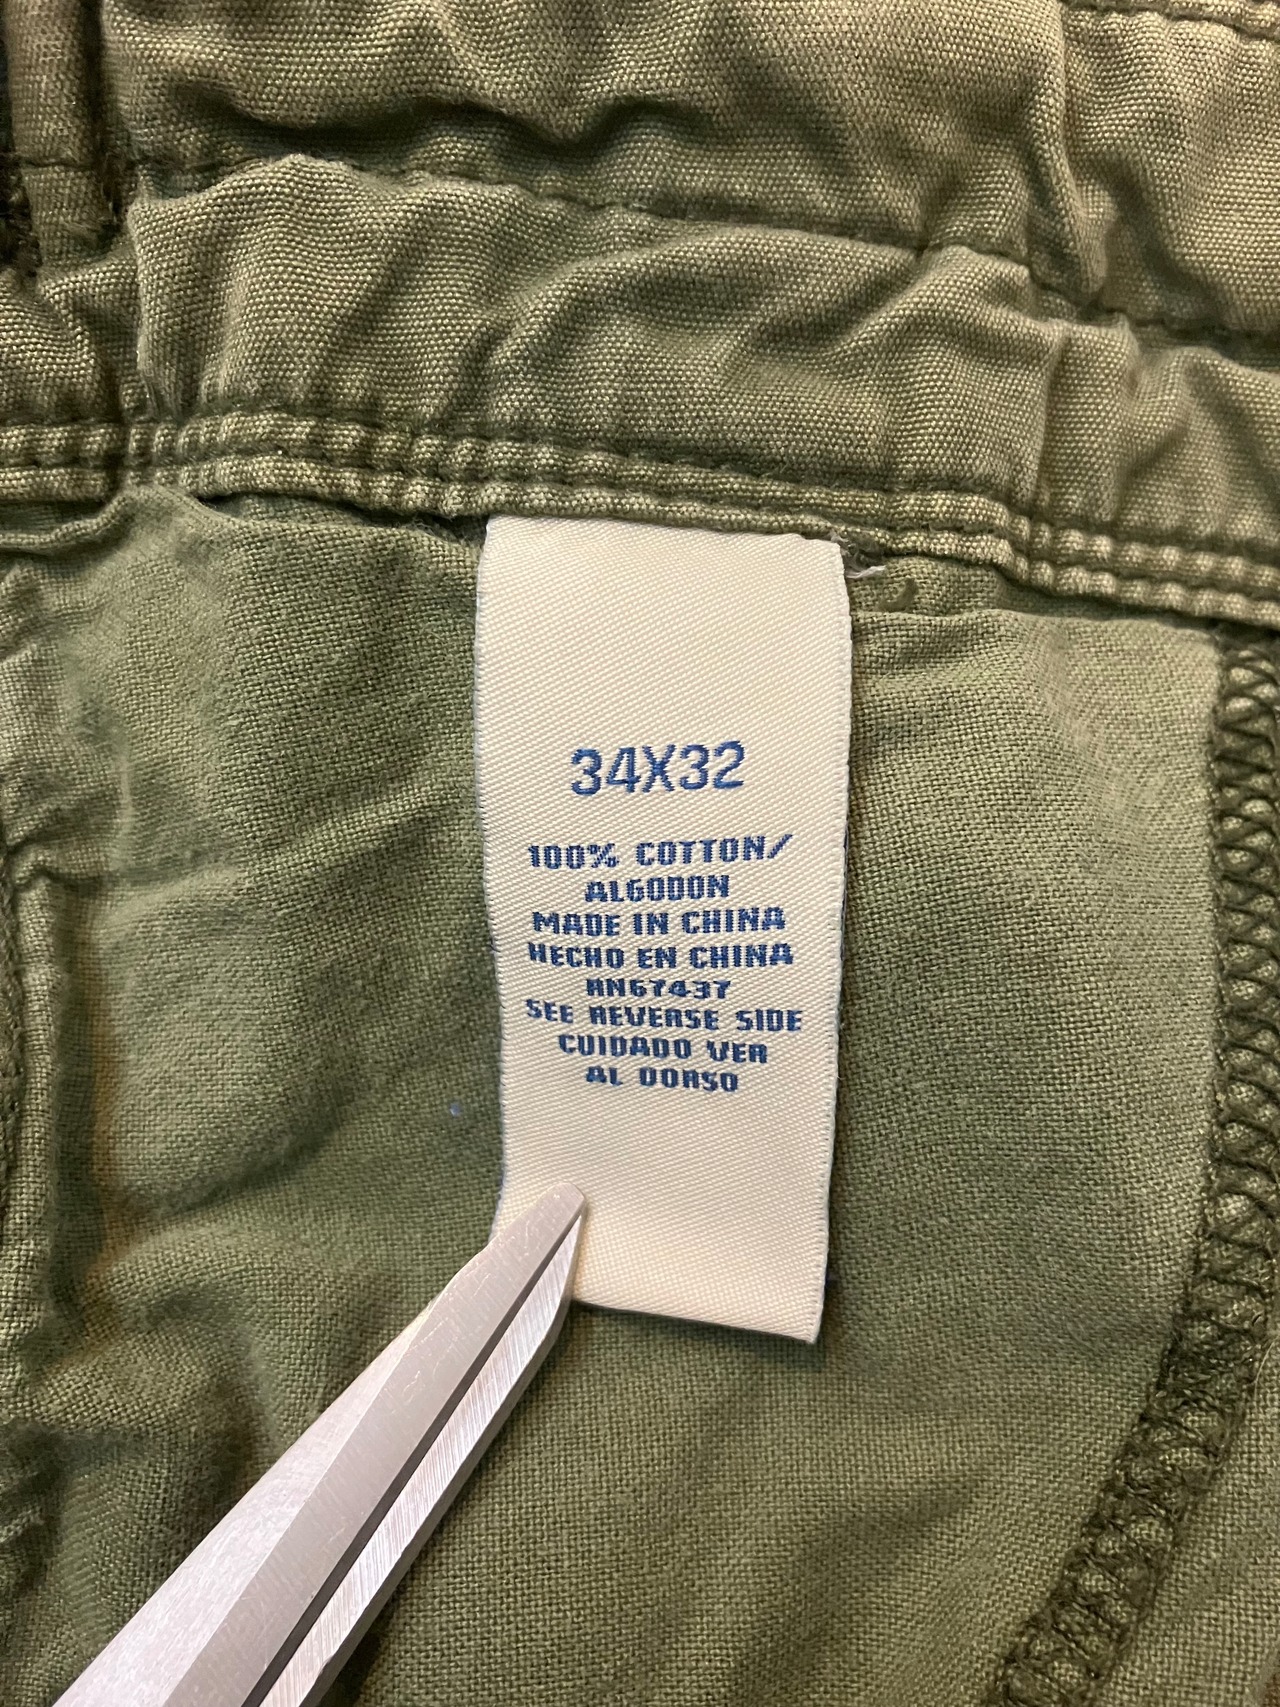 34X32
100% COTTON/
ALGODON
MADE IN CHINA
HECHO EN CHINA
RN67437
SEE REVERSE SIDE
CUIDADO VER
AL DORSO